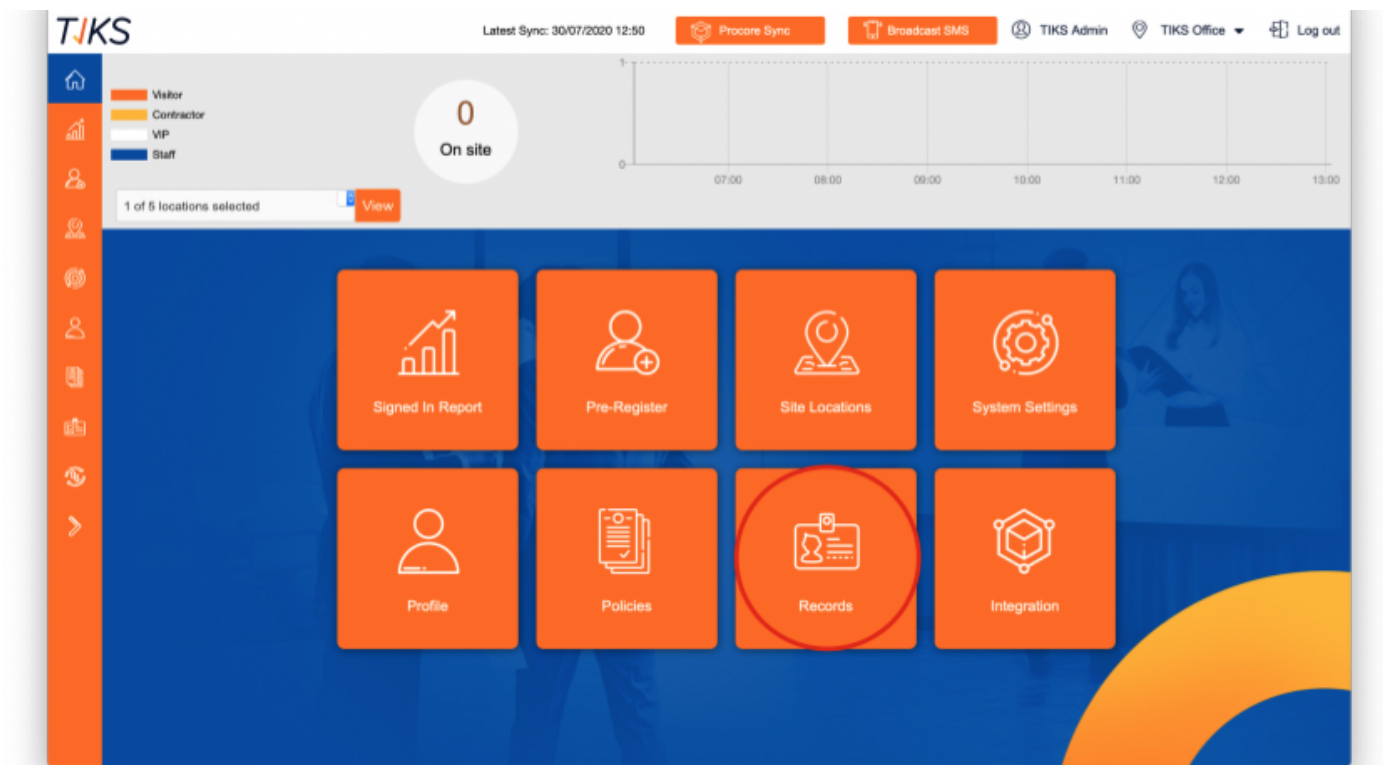 TIKS
Latest Sync: 30/07/2020 12:50 Procore Sync Broadcast SMS TIKS Admin TIKS Office Log out
Visitor
Contractor
VIP
Staff
0
On site
1
0
07:00 08:00 09:00 10:00 11:00 12:00 13:00
1 of 5 locations selected View
Signed In Report Pre-Register Site Locations System Settings
Profile Policies Records Integration